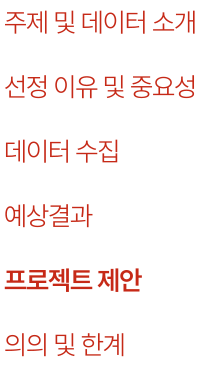 주제 및 데이터 소개
선정 이유 및 중요성
데이터 수집
예상결과
프로젝트 제안
의의 및 한계